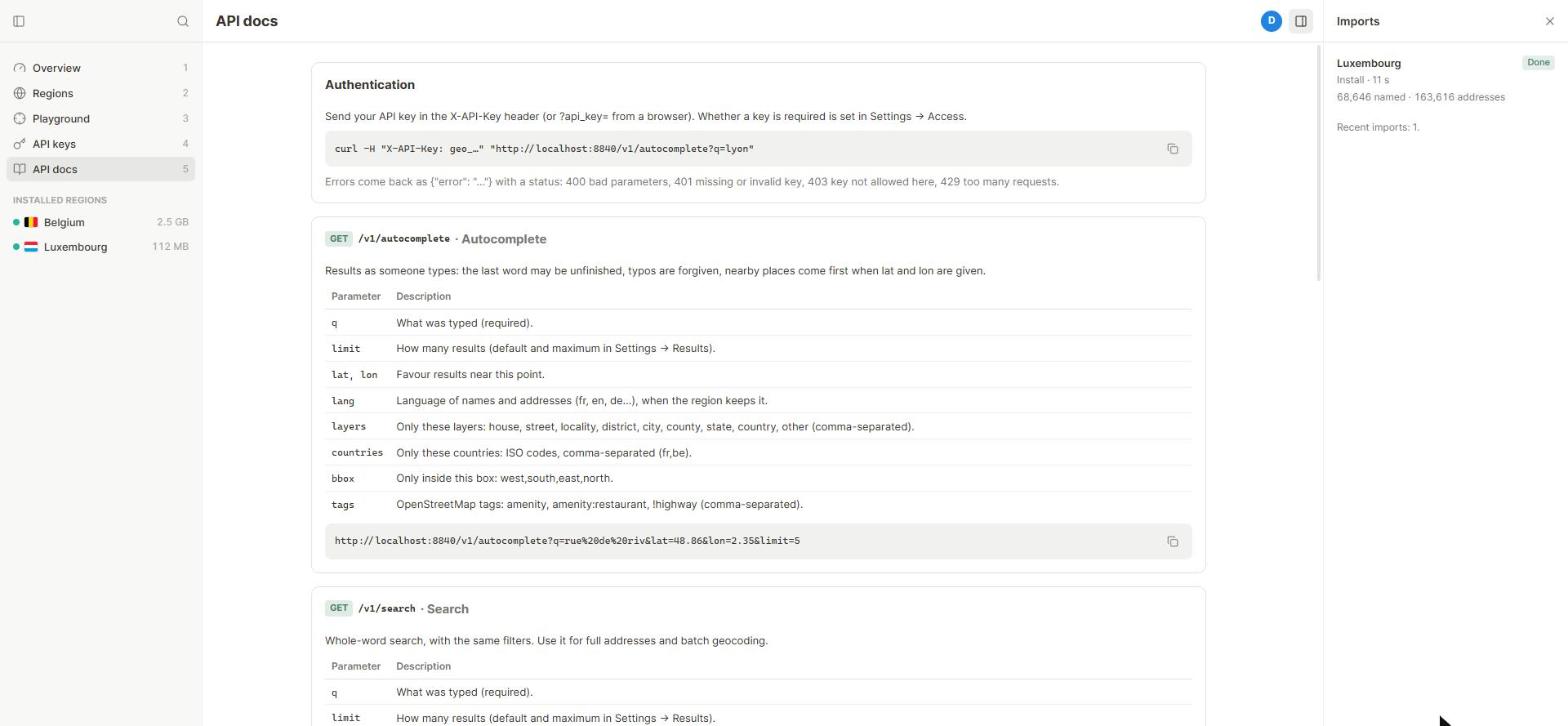 API docs
D
Imports
Overview 1
Regions 2
Playground 3
API keys 4
API docs 5
INSTALLED REGIONS
Belgium 2.5 GB
Luxembourg 112 MB
Authentication
Send your API key in the X-API-Key header (or ?api_key= from a browser). Whether a key is required is set in Settings → Access.
curl -H "X-API-Key: geo_…" "http://localhost:8840/v1/autocomplete?q=lyon"
Errors come back as {"error": "…"} with a status: 400 bad parameters, 401 missing or invalid key, 403 key not allowed here, 429 too many requests.
GET /v1/autocomplete · Autocomplete
Results as someone types: the last word may be unfinished, typos are forgiven, nearby places come first when lat and lon are given.
Parameter Description
q What was typed (required).
limit How many results (default and maximum in Settings → Results).
lat, lon Favour results near this point.
lang Language of names and addresses (fr, en, de…), when the region keeps it.
layers Only these layers: house, street, locality, district, city, county, state, country, other (comma-separated).
countries Only these countries: ISO codes, comma-separated (fr,be).
bbox Only inside this box: west,south,east,north.
tags OpenStreetMap tags: amenity, amenity:restaurant, !highway (comma-separated).
http://localhost:8840/v1/autocomplete?q=rue%20de%20riv&lat=48.86&lon=2.35&limit=5
GET /v1/search · Search
Whole-word search, with the same filters. Use it for full addresses and batch geocoding.
Parameter Description
q What was typed (required).
limit How many results (default and maximum in Settings → Results).
Luxembourg Done
Install · 11 s
68,646 named · 163,616 addresses
Recent imports: 1.